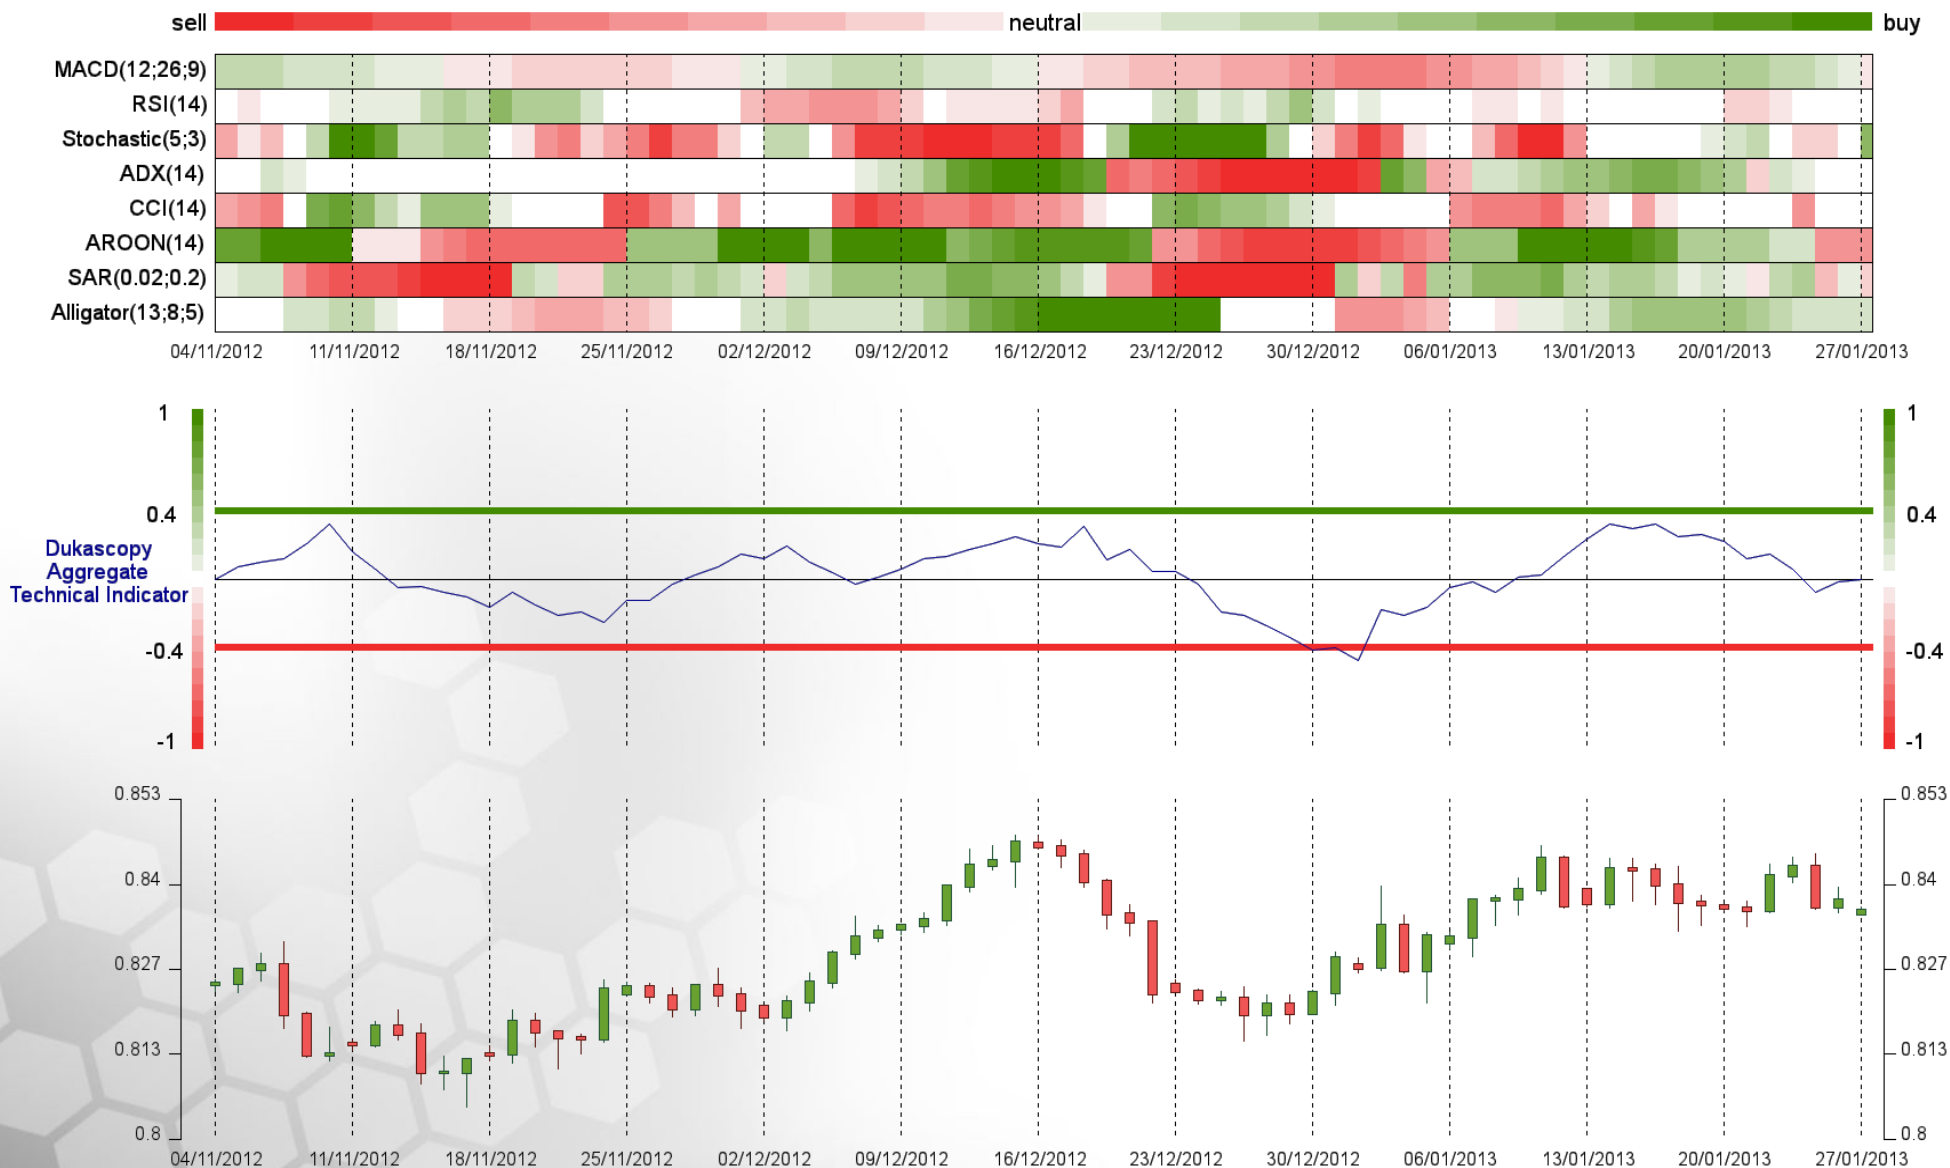 sell neutral buy
MACD(12;26;9)
RSI(14)
Stochastic(5;3)
ADX(14)
CCI(14)
AROON(14)
SAR(0.02;0.2)
Alligator(13;8;5)
04/11/2012 11/11/2012 18/11/2012 25/11/2012 02/12/2012 09/12/2012 16/12/2012 23/12/2012 30/12/2012 06/01/2013 13/01/2013 20/01/2013 27/01/2013
1 1
0.4 0.4
Dukascopy
Aggregate
Technical Indicator
-0.4 -0.4
-1 -1
0.853 0.853
0.84 0.84
0.827 0.827
0.813 0.813
0.8 0.8
04/11/2012 11/11/2012 18/11/2012 25/11/2012 02/12/2012 09/12/2012 16/12/2012 23/12/2012 30/12/2012 06/01/2013 13/01/2013 20/01/2013 27/01/2013